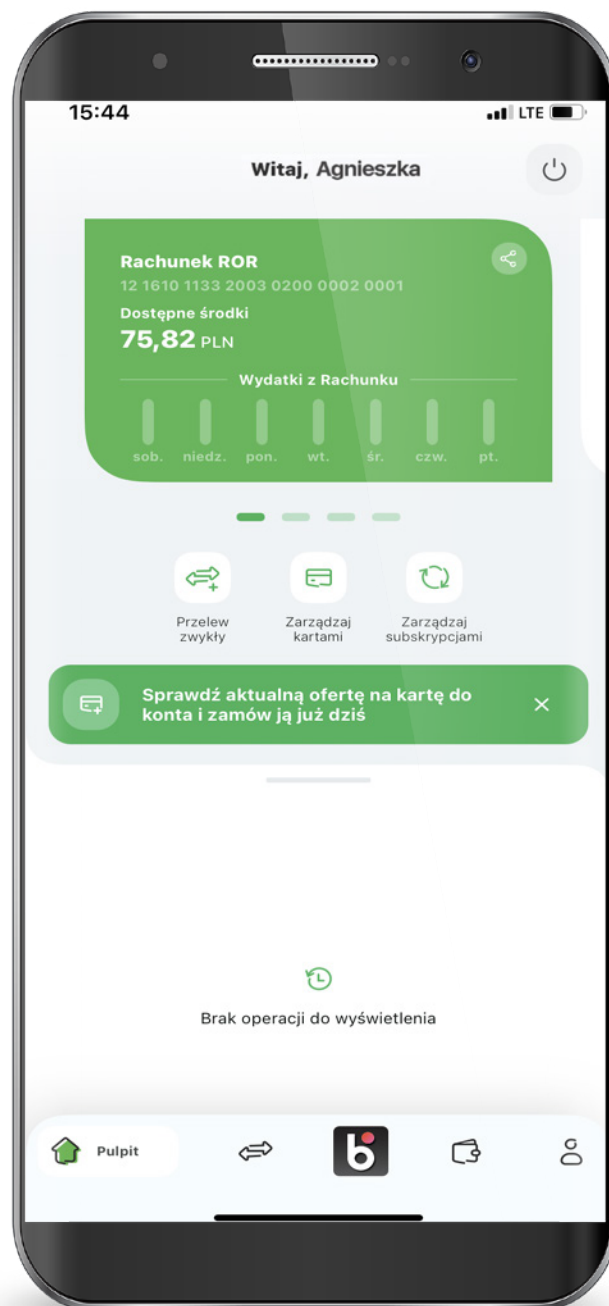 15:44
LTE
Witaj, Agnieszka
Rachunek ROR
12 1610 1133 2003 0200 0002 0001
Dostępne środki
75,82 PLN
Wydatki z Rachunku
sob. niedz. pon. wt. śr. czw. pt.
Przelew zwykły
Zarządzaj kartami
Zarządzaj subskrypcjami
Sprawdź aktualną ofertę na kartę do
konta i zamów ją już dziś
Brak operacji do wyświetlenia
Pulpit
b